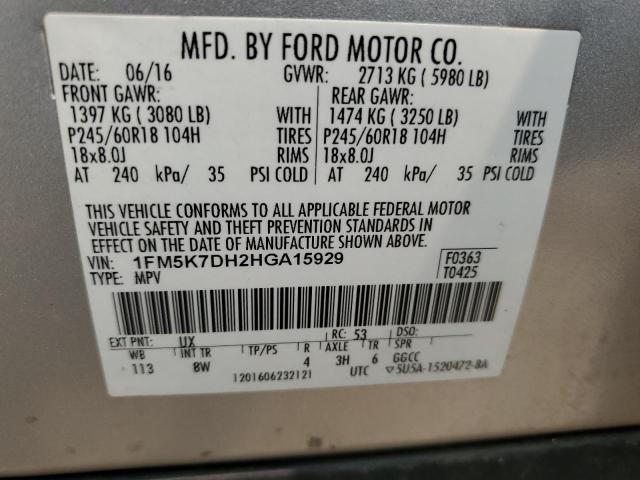 MFD. BY FORD MOTOR CO.
DATE: 06/16 GVWR: 2713 KG ( 5980 LB)
FRONT GAWR: REAR GAWR:
1397 KG ( 3080 LB) WITH 1474 KG ( 3250 LB) WITH
P245/60R18 104H TIRES P245/60R18 104H TIRES
18x8.0J RIMS 18x8.0J RIMS
AT 240 kPa/ 35 PSI COLD AT 240 kPa/ 35 PSI COLD
THIS VEHICLE CONFORMS TO ALL APPLICABLE FEDERAL MOTOR
VEHICLE SAFETY AND THEFT PREVENTION STANDARDS IN
EFFECT ON THE DATE OF MANUFACTURE SHOWN ABOVE.
VIN: 1FM5K7DH2HGA15929 F0363
TYPE: MPV T0425
EXT PNT: UX RC: 53 DSO:
WB INT TR TP/PS R AXLE TR SPR
113 8W 4 3H 6 GGCC
1201606232121 UTC ▽5U5A-1520472-BA